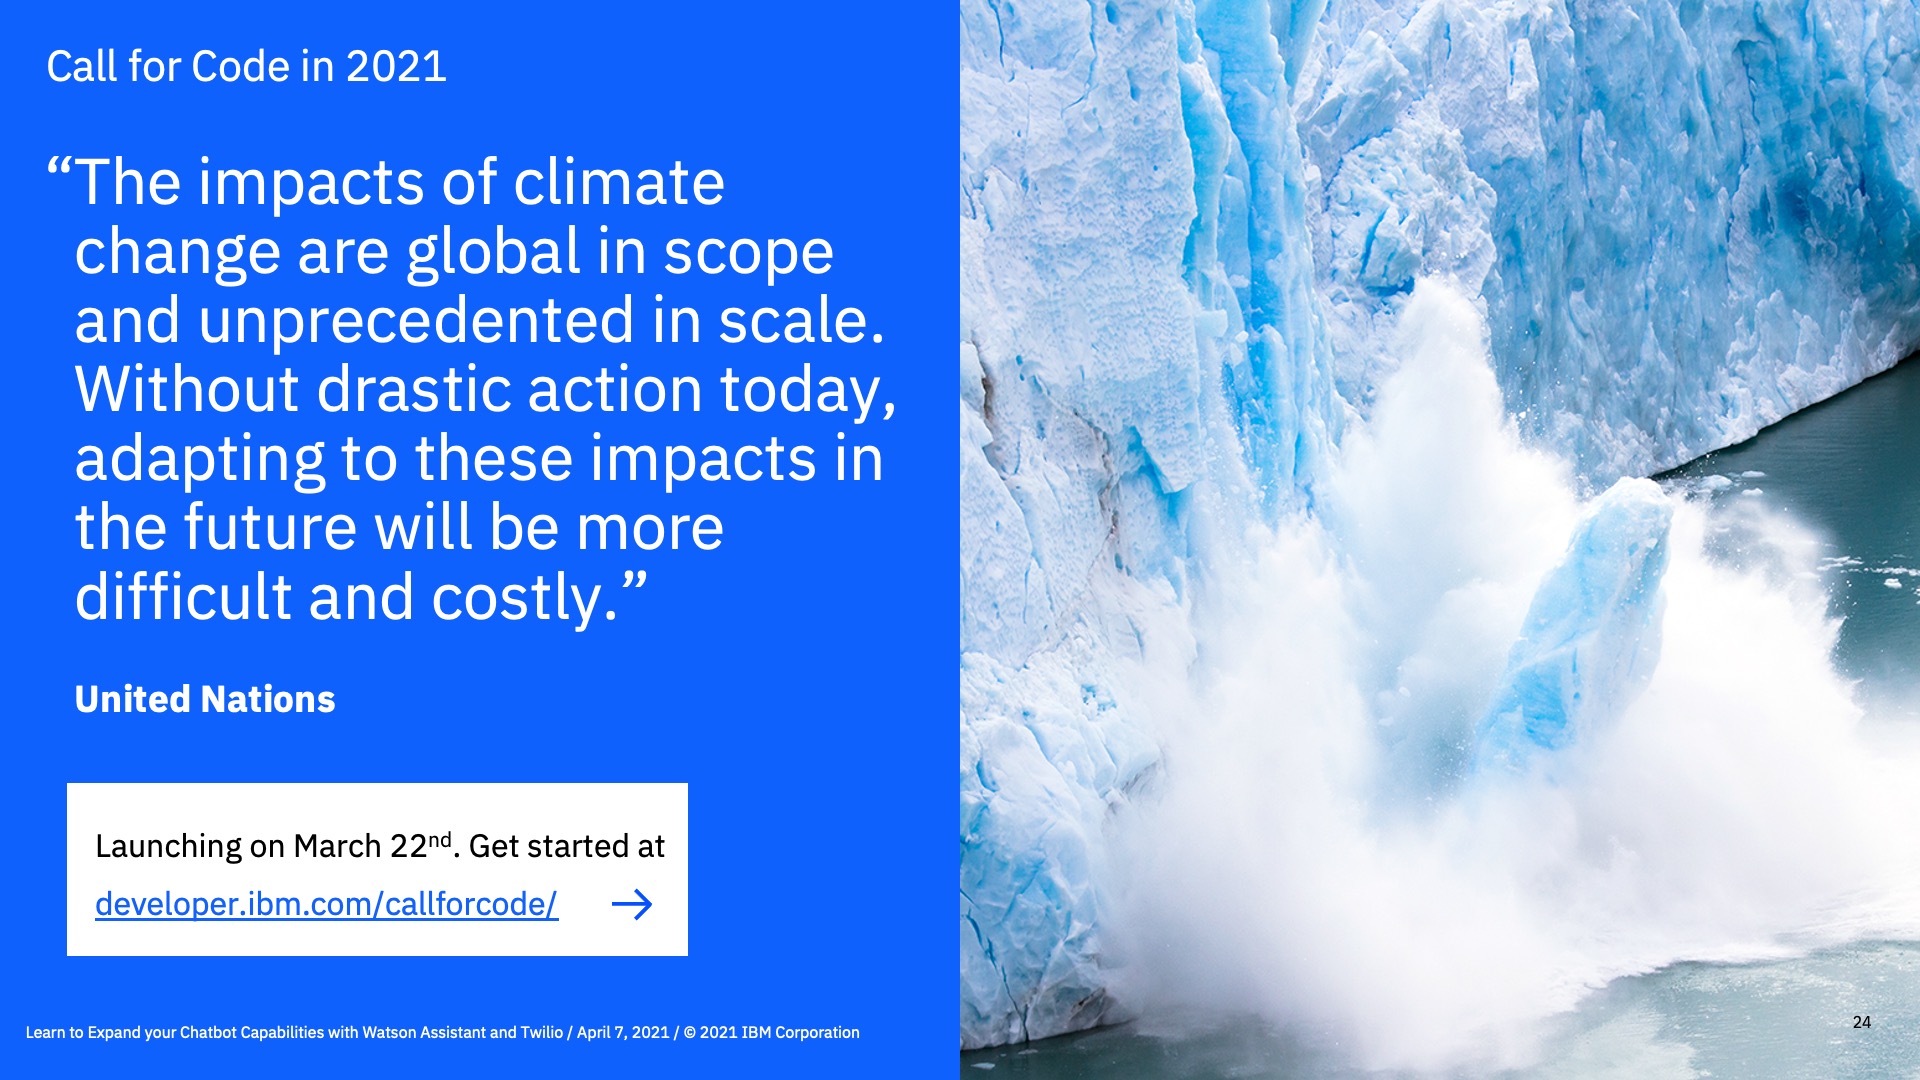 Call for Code in 2021
“The impacts of climate
change are global in scope
and unprecedented in scale.
Without drastic action today,
adapting to these impacts in
the future will be more
difficult and costly.”
United Nations
Launching on March 22nd. Get started at
developer.ibm.com/callforcode/
Learn to Expand your Chatbot Capabilities with Watson Assistant and Twilio / April 7, 2021 / © 2021 IBM Corporation
24